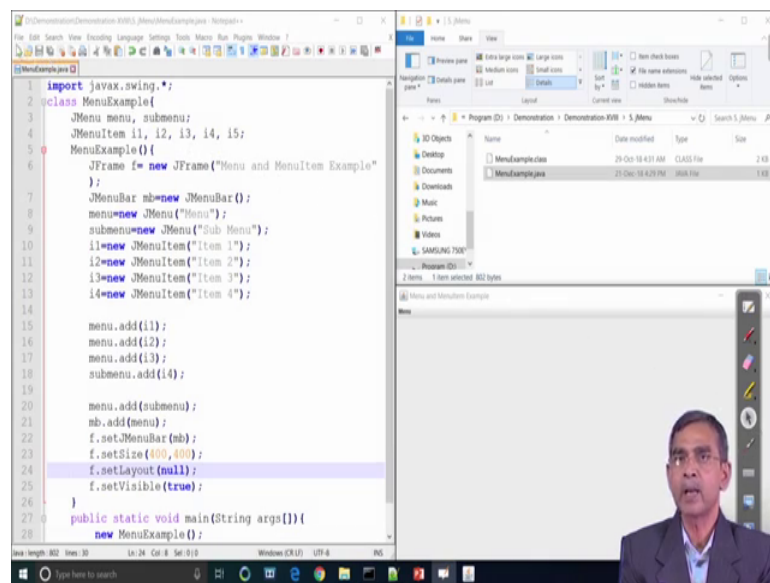 D:\Demonstration\Demonstration-XVIII\5. jMenu\MenuExample.java - Notepad++
File Edit Search View Encoding Language Settings Tools Macro Run Plugins Window ?
MenuExample.java
1 import javax.swing.*;
2 class MenuExample{
3 JMenu menu, submenu;
4 JMenuItem i1, i2, i3, i4, i5;
5 MenuExample(){
6 JFrame f= new JFrame("Menu and MenuItem Example"
);
7 JMenuBar mb=new JMenuBar();
8 menu=new JMenu("Menu");
9 submenu=new JMenu("Sub Menu");
10 i1=new JMenuItem("Item 1");
11 i2=new JMenuItem("Item 2");
12 i3=new JMenuItem("Item 3");
13 i4=new JMenuItem("Item 4");
14
15 menu.add(i1);
16 menu.add(i2);
17 menu.add(i3);
18 submenu.add(i4);
19
20 menu.add(submenu);
21 mb.add(menu);
22 f.setJMenuBar(mb);
23 f.setSize(400,400);
24 f.setLayout(null);
25 f.setVisible(true);
26 }
27 public static void main(String args[]){
28 new MenuExample();
Java length : 802 lines : 30 Ln : 24 Col : 8 Sel : 0 | 0 Windows (CR LF) UTF-8 INS
5. jMenu
File Home Share View
Navigation pane
Preview pane
Details pane
Panes
Extra large icons Large icons
Medium icons Small icons
List Details
Layout
Sort by
Current view
Item check boxes
File name extensions
Hidden items
Hide selected items
Options
Show/hide
Program (D:) Demonstration Demonstration-XVIII 5. jMenu
Search 5. jMenu
Name Date modified Type Size
3D Objects
Desktop
Documents
Downloads
Music
Pictures
Videos
SAMSUNG 750E
Program (D:)
MenuExample.class 29-Oct-18 4:31 AM CLASS File 2 KB
MenuExample.java 21-Dec-18 4:29 PM JAVA File 1 KB
2 items 1 item selected 802 bytes
Menu and MenuItem Example
Menu
Type here to search